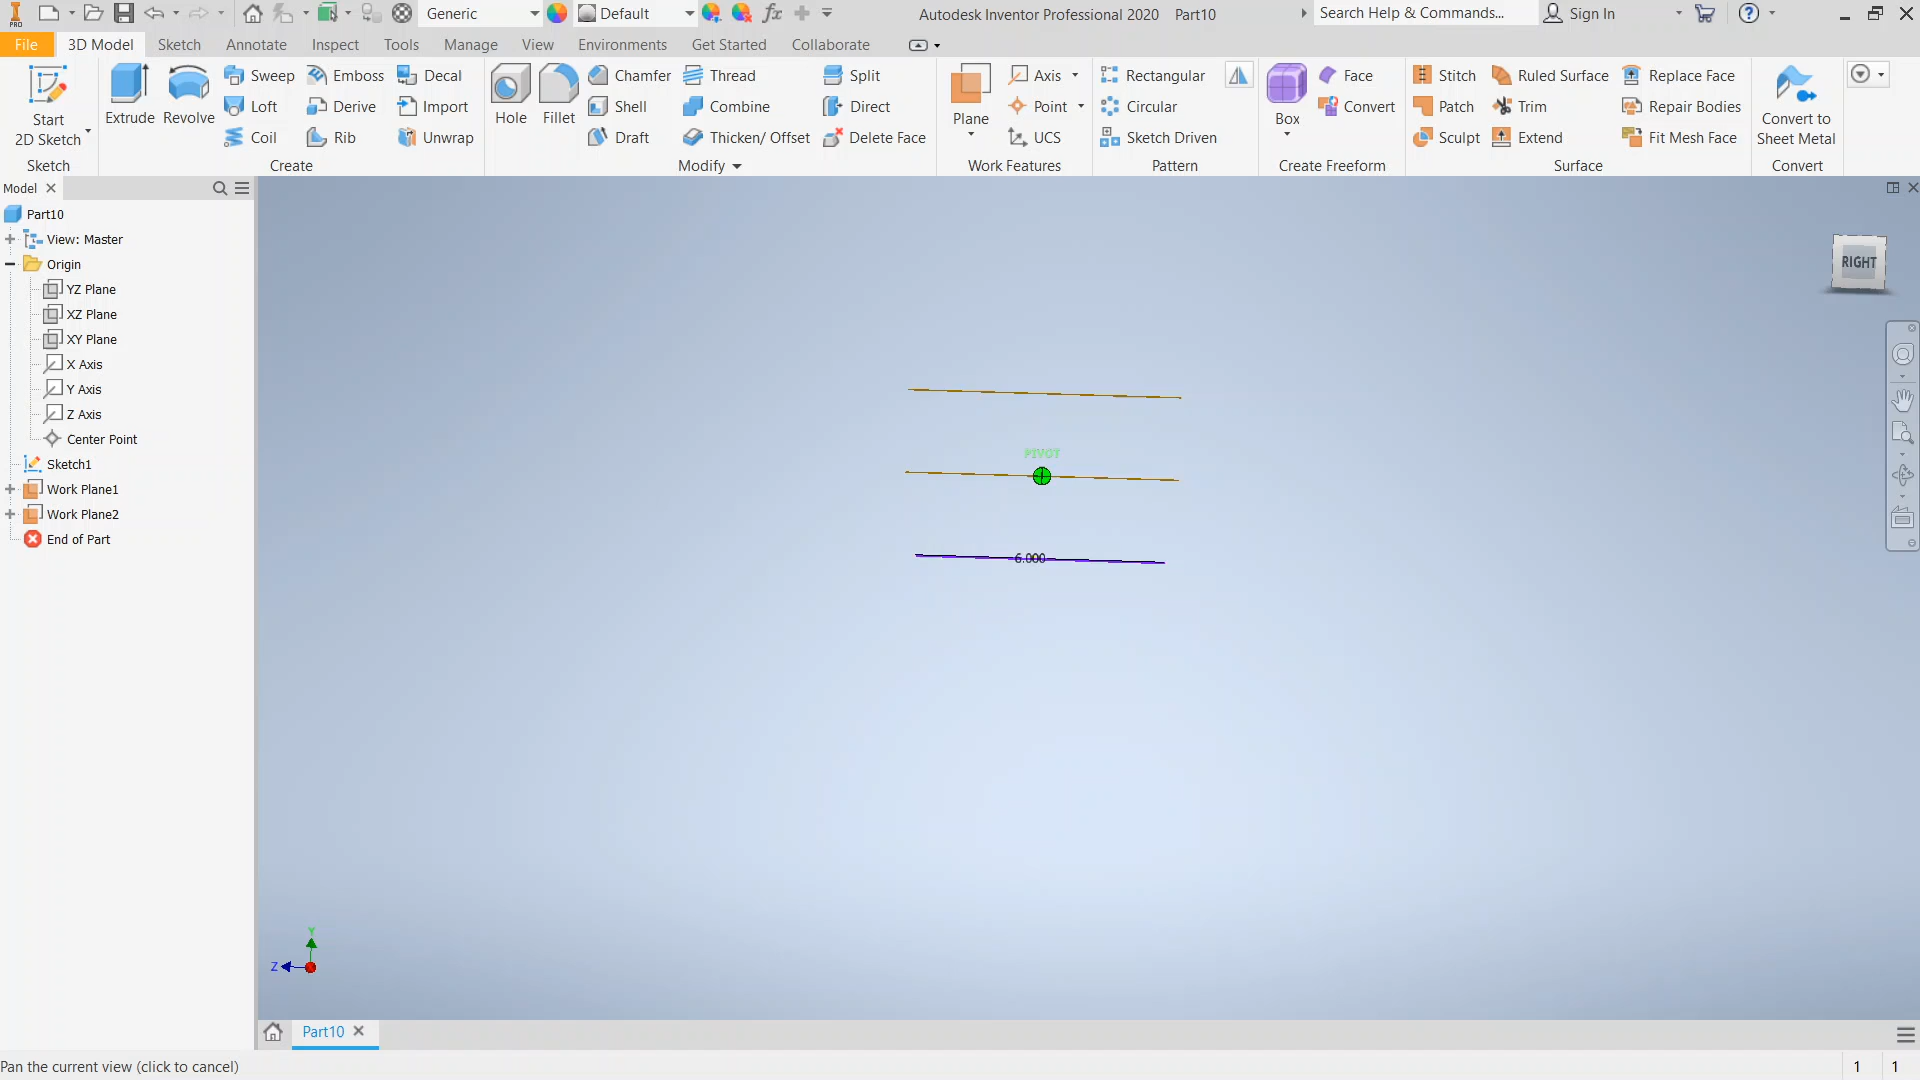 PRO Generic Default fx Autodesk Inventor Professional 2020 Part10 Search Help & Commands... Sign In
File 3D Model Sketch Annotate Inspect Tools Manage View Environments Get Started Collaborate
Start
2D Sketch
Sketch
Extrude
Revolve
Sweep Emboss Decal
Loft Derive Import
Coil Rib Unwrap
Create
Hole
Fillet
Chamfer Thread Split
Shell Combine Direct
Draft Thicken/ Offset Delete Face
Modify
Plane
Axis
Point
UCS
Work Features
Rectangular
Circular
Sketch Driven
Pattern
Box
Face
Convert
Create Freeform
Stitch Ruled Surface Replace Face
Patch Trim Repair Bodies
Sculpt Extend Fit Mesh Face
Surface
Convert to
Sheet Metal
Convert
Model
Part10
View: Master
Origin
YZ Plane
XZ Plane
XY Plane
X Axis
Y Axis
Z Axis
Center Point
Sketch1
Work Plane1
Work Plane2
End of Part
RIGHT
PIVOT
6.000
Y
Z
Part10
Pan the current view (click to cancel) 1 1